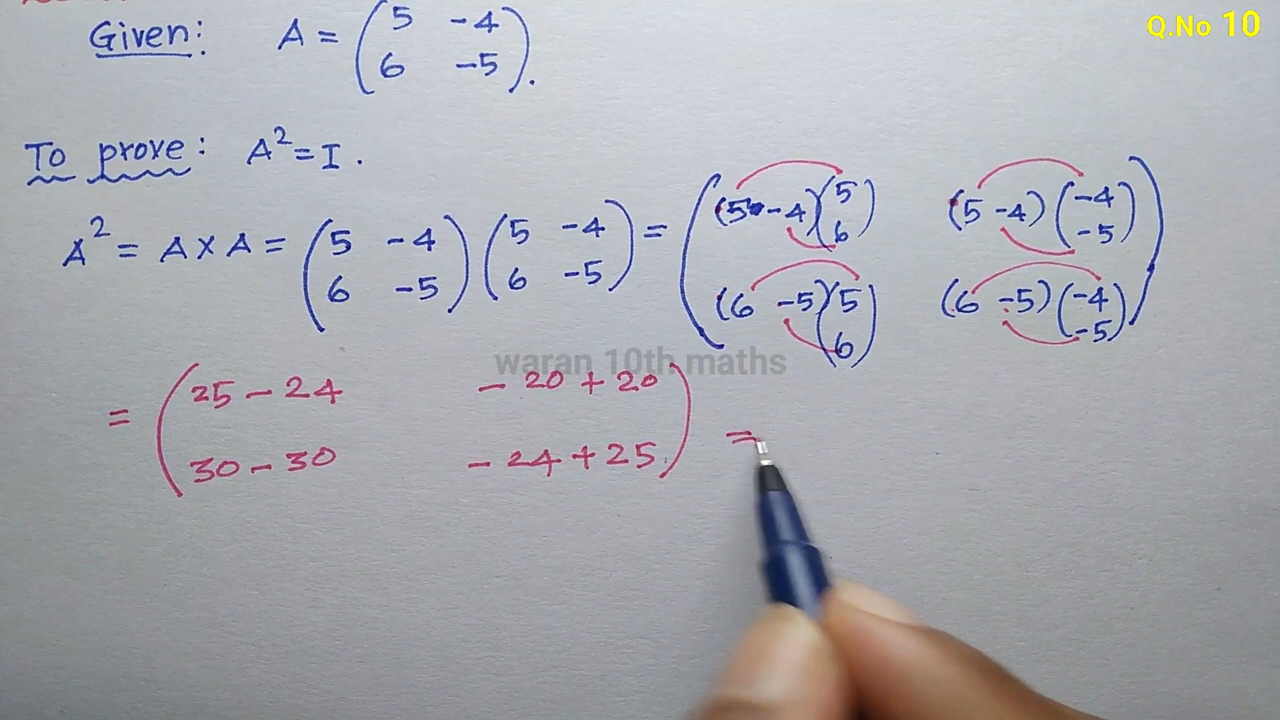 Q.No 10
Given: A = ( 5 -4
6 -5 ).
To prove: A² = I.
A² = A × A = ( 5 -4 ) ( 5 -4 ) = ( (5 -4) ( 5 (5 -4) ( -4
6 -5 6 -5 6 ) -5 )
(6 -5) ( 5 (6 -5) ( -4
6 ) -5 ) )
waran 10th maths
= ( 25 - 24 - 20 + 20
30 - 30 - 24 + 25 ) =